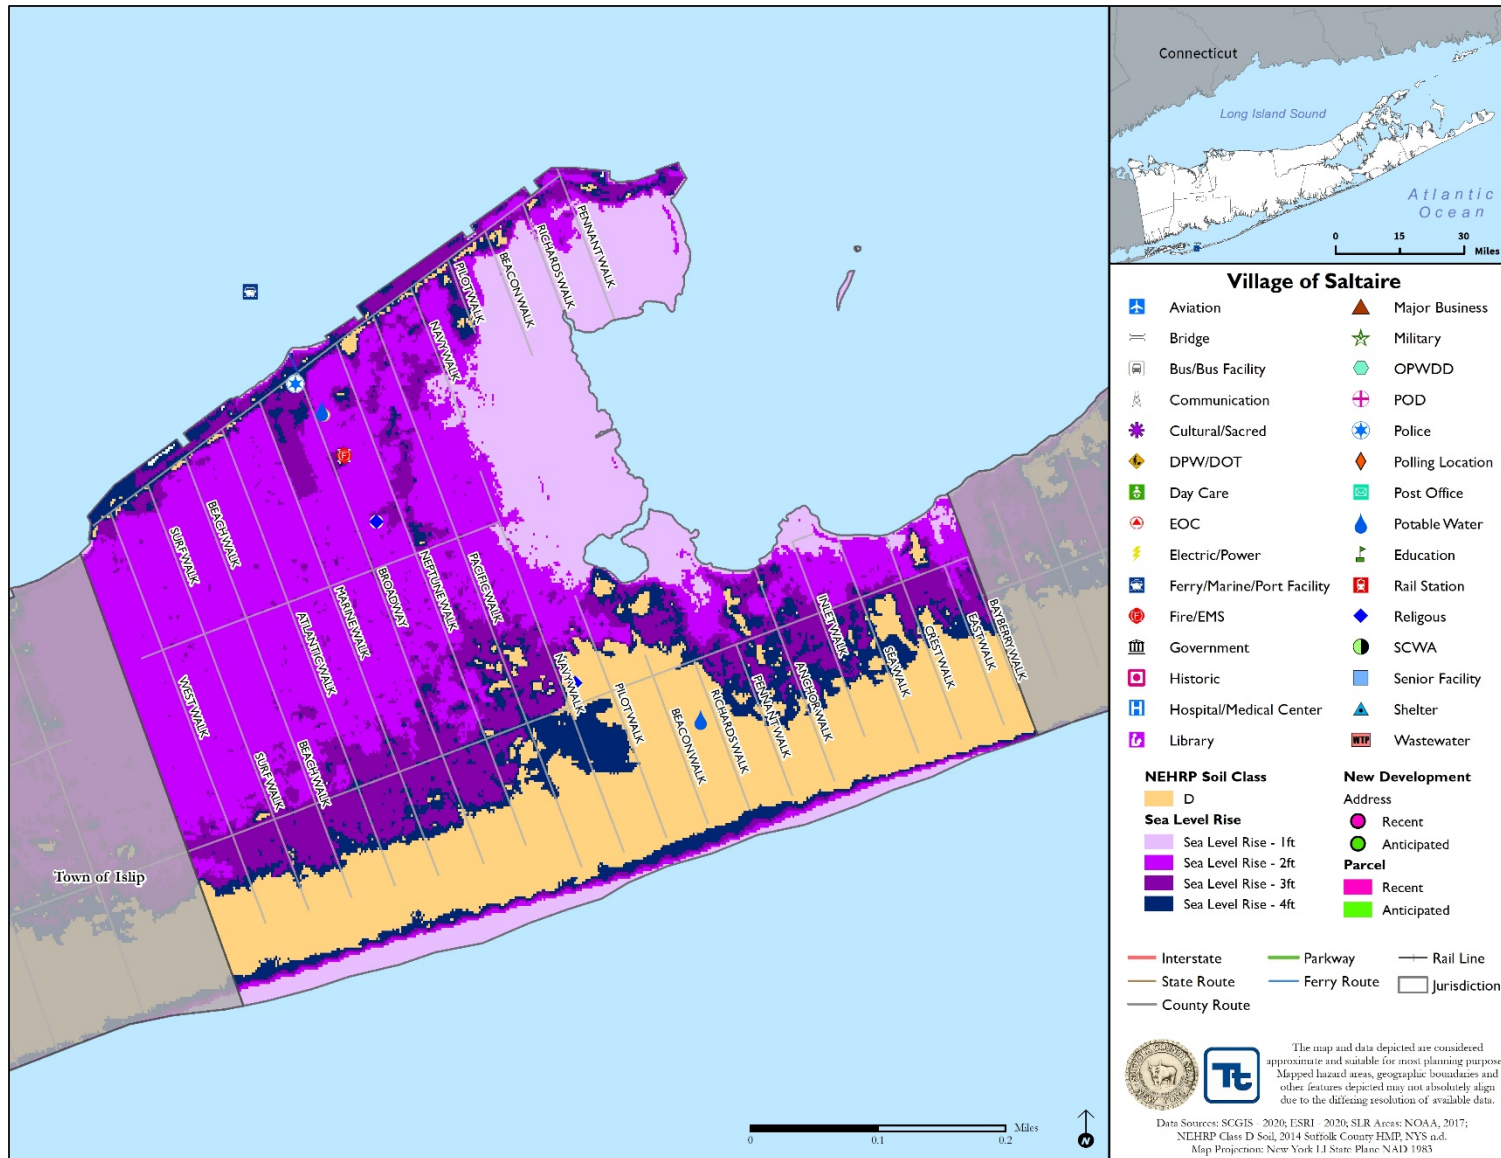 Connecticut
Long Island Sound
Atlantic
Ocean
0 15 30
Miles
PENNANT WALK
RICHARDS WALK
BEACON WALK
PILOT WALK
NAVY WALK
SURF WALK
BEACH WALK
ATLANTIC WALK
MARINE WALK
BROADWAY
NEPTUNE WALK
PACIFIC WALK
WEST WALK
SURF WALK
BEACH WALK
NAVY WALK
PILOT WALK
BEACON WALK
RICHARDS WALK
PENNANT WALK
ANCHOR WALK
INLET WALK
SEA WALK
CREST WALK
EAST WALK
BAYBERRY WALK
Town of Islip
Miles
0 0.1 0.2
N
Village of Saltaire
Aviation
Bridge
Bus/Bus Facility
Communication
Cultural/Sacred
DPW/DOT
Day Care
EOC
Electric/Power
Ferry/Marine/Port Facility
F Fire/EMS
Government
Historic
H Hospital/Medical Center
Library
Major Business
Military
OPWDD
POD
Police
Polling Location
Post Office
Potable Water
Education
Rail Station
Religous
SCWA
Senior Facility
Shelter
WTP Wastewater
NEHRP Soil Class
D
Sea Level Rise
Sea Level Rise - 1ft
Sea Level Rise - 2ft
Sea Level Rise - 3ft
Sea Level Rise - 4ft
New Development
Address
Recent
Anticipated
Parcel
Recent
Anticipated
Interstate
State Route
County Route
Parkway
Ferry Route
Rail Line
Jurisdiction
Tt
The map and data depicted are considered
approximate and suitable for most planning purpose
Mapped hazard areas, geographic boundaries and
other features depicted may not absolutely align
due to the differing resolution of available data.
Data Sources: SCGIS - 2020; ESRI - 2020; SLR Areas: NOAA, 2017;
NEHRP Class D Soil, 2014 Suffolk County HMP, NYS n.d.
Map Projection: New York LI State Plane NAD 1983